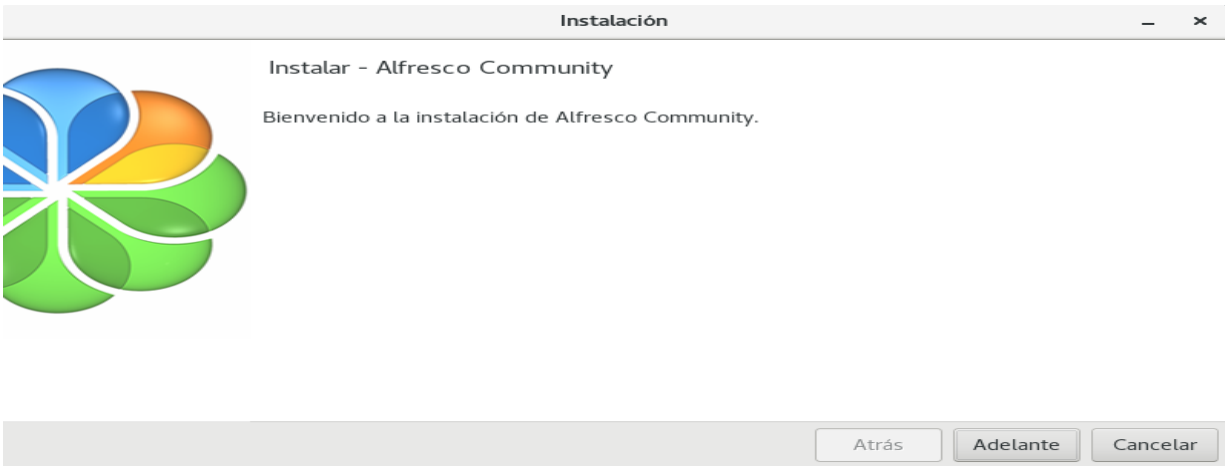 Instalación
Instalar - Alfresco Community
Bienvenido a la instalación de Alfresco Community.
Atrás Adelante Cancelar